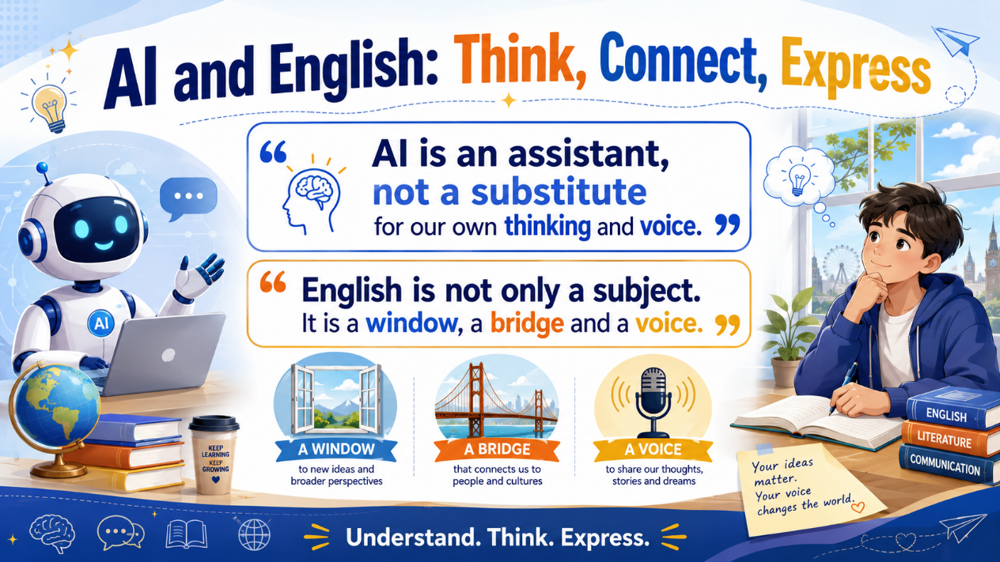 AI and English: Think, Connect, Express
“ AI is an assistant,
not a substitute
for our own thinking and voice. ”
“ English is not only a subject.
It is a window, a bridge and a voice. ”
AI
KEEP
LEARNING
KEEP
GROWING
A WINDOW
to new ideas and
broader perspectives
A BRIDGE
that connects us to
people and cultures
A VOICE
to share our thoughts,
stories and dreams
ENGLISH
LITERATURE
COMMUNICATION
Your ideas
matter.
Your voice
changes the world.
Understand. Think. Express.